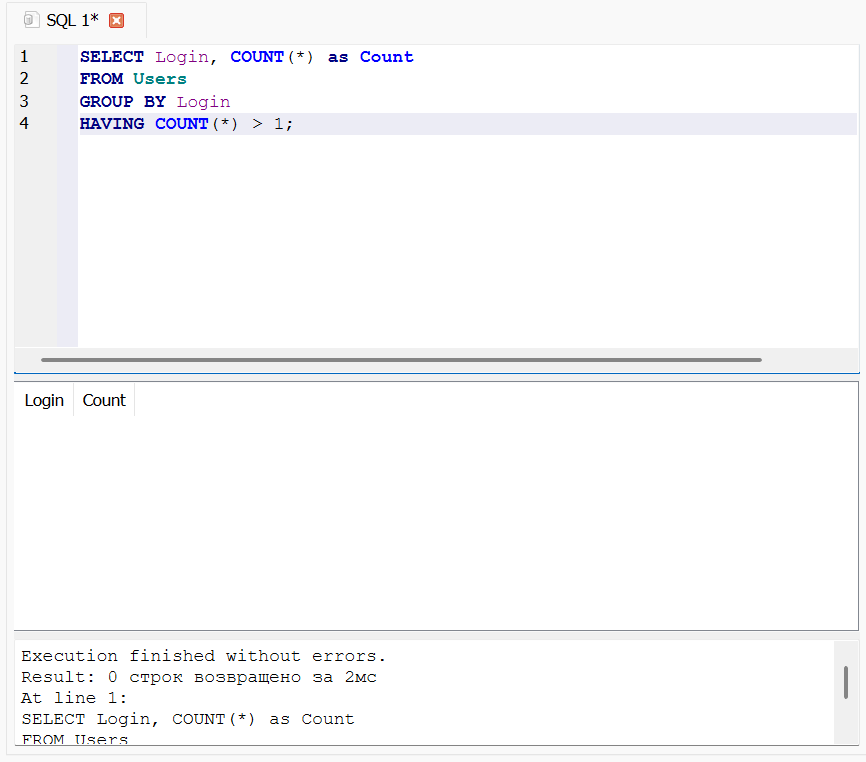 SQL 1*
1 SELECT Login, COUNT(*) as Count
2 FROM Users
3 GROUP BY Login
4 HAVING COUNT(*) > 1;
Login Count
Execution finished without errors.
Result: 0 строк возвращено за 2мс
At line 1:
SELECT Login, COUNT(*) as Count
FROM Users